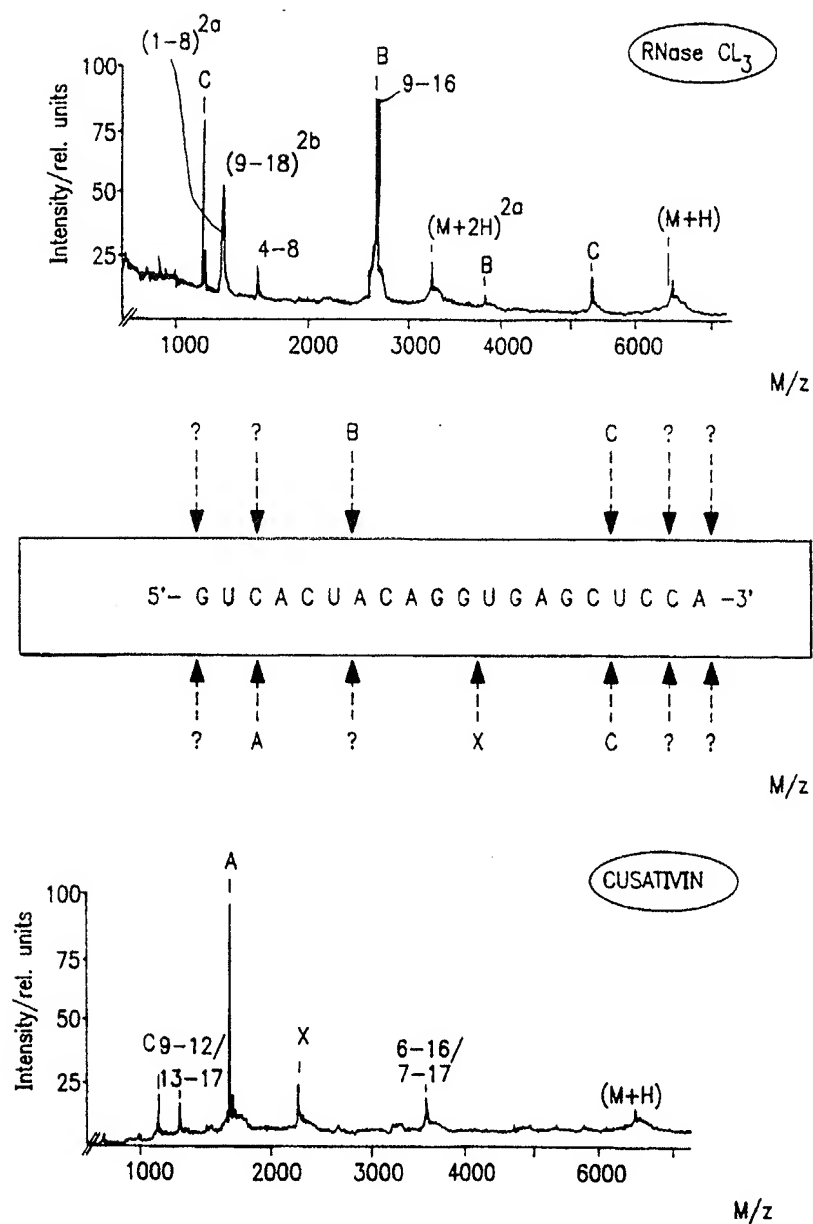 (1-8)2a
C
B
9-16
RNase CL3
100
75
50
25
Intensity/rel. units
(9-18)2b
4-8
(M+2H)2a
B
C
(M+H)
1000 2000 3000 4000 6000
M/z
? ? B C ? ?
5'- G U C A C U A C A G G U G A G C U C C A -3'
? A ? X C ? ?
M/z
A
CUSATIVIN
100
75
50
25
Intensity/rel. units
C 9-12/
13-17
X
6-16/
7-17
(M+H)
1000 2000 3000 4000 6000
M/z